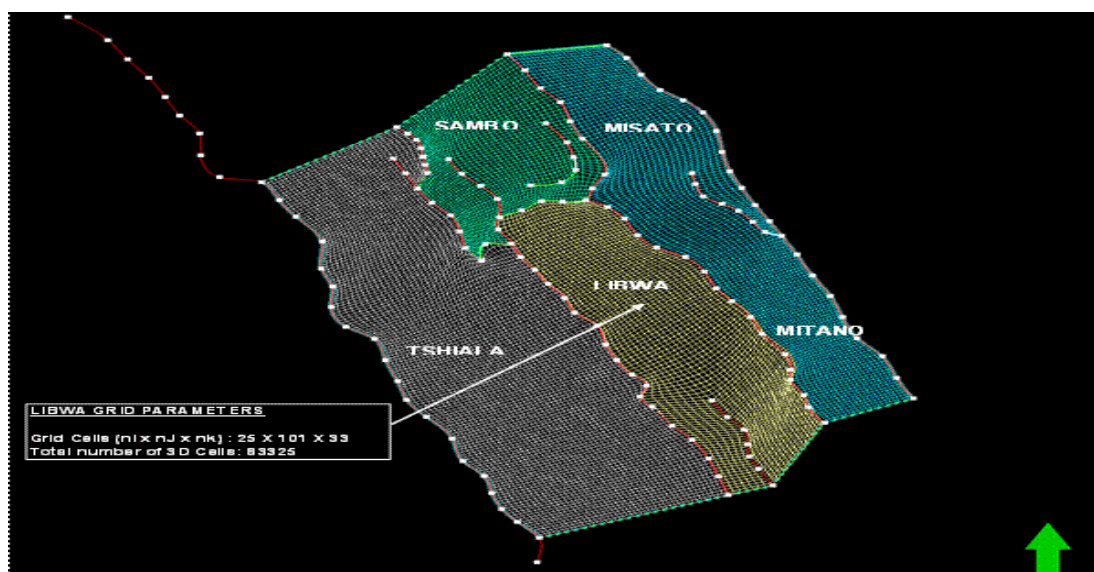 SAMBO
MISATO
LIBWA
MITANO
TSHIALA
LIBWA GRID PARAMETERS
Grid Cells (nI x nJ x nk) : 25 X 101 X 33
Total number of 3D Cells: 83325